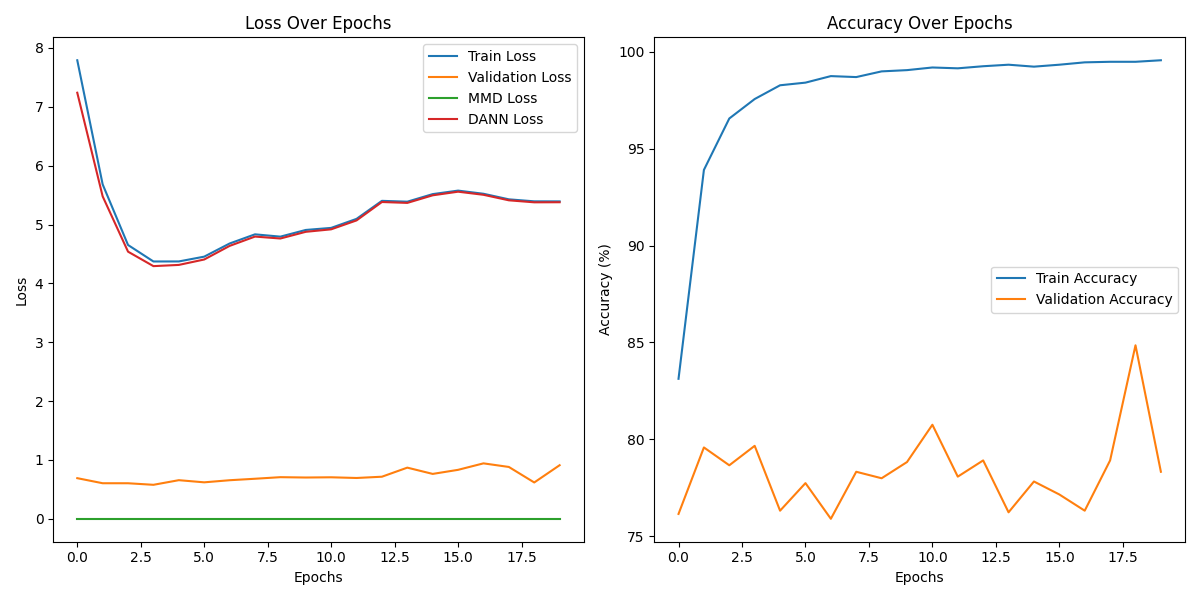 Loss Over Epochs
8
7
6
5
4
3
2
1
0
Loss
Train Loss
Validation Loss
MMD Loss
DANN Loss
0.0 2.5 5.0 7.5 10.0 12.5 15.0 17.5
Epochs
Accuracy Over Epochs
100
95
90
85
80
75
Accuracy (%)
Train Accuracy
Validation Accuracy
0.0 2.5 5.0 7.5 10.0 12.5 15.0 17.5
Epochs